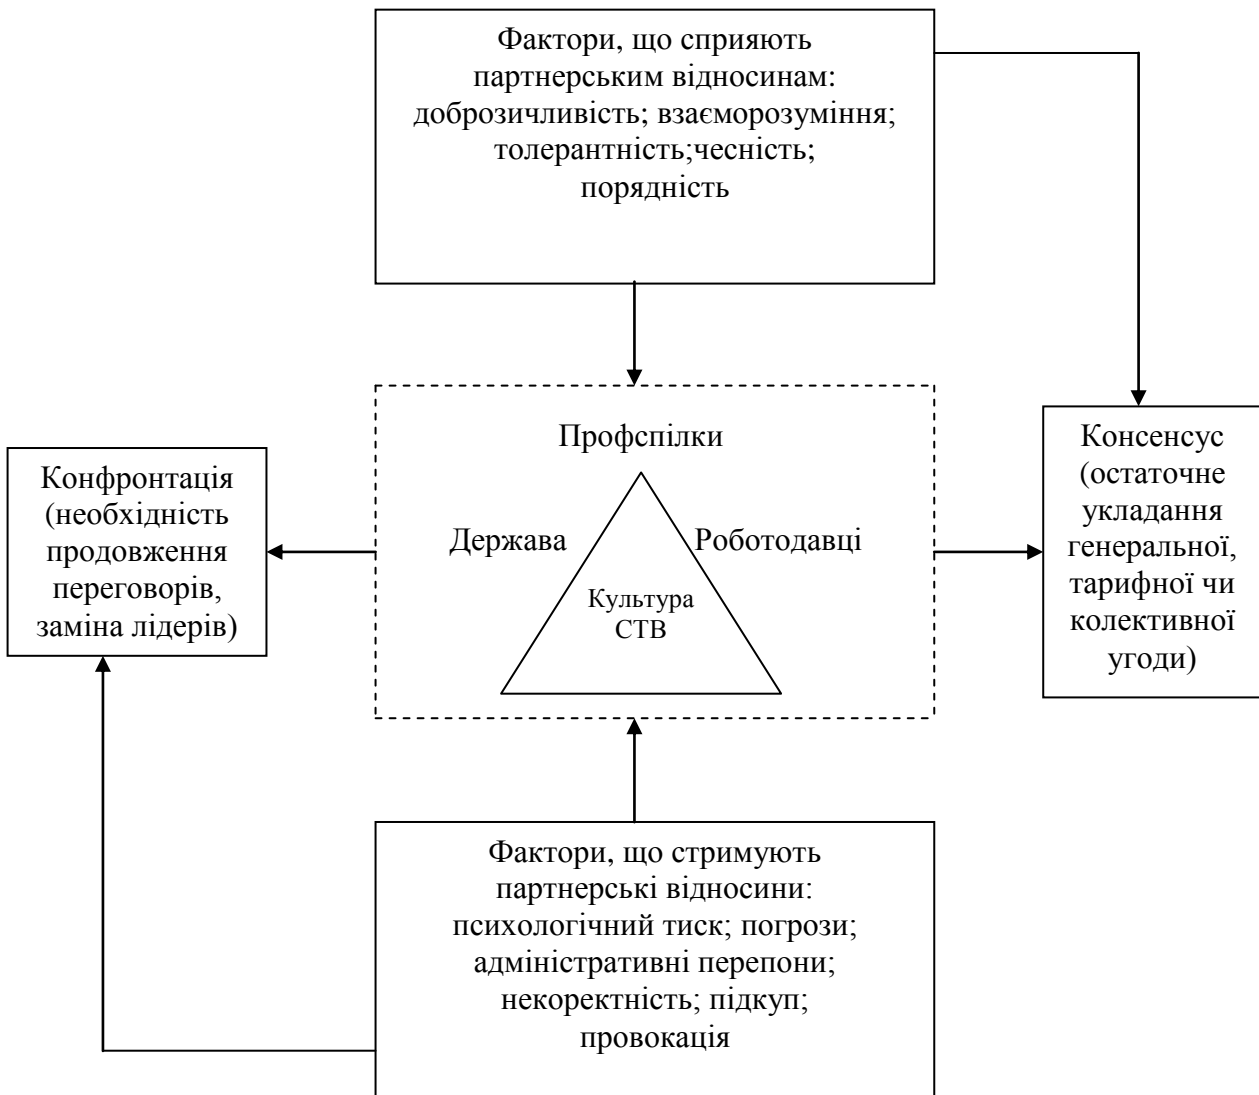 Фактори, що сприяють
партнерським відносинам:
доброзичливість; взаєморозуміння;
толерантність;чесність;
порядність
Профспілки
Держава
Роботодавці
Культура
СТВ
Конфронтація
(необхідність
продовження
переговорів,
заміна лідерів)
Консенсус
(остаточне
укладання
генеральної,
тарифної чи
колективної
угоди)
Фактори, що стримують
партнерські відносини:
психологічний тиск; погрози;
адміністративні перепони;
некоректність; підкуп;
провокація